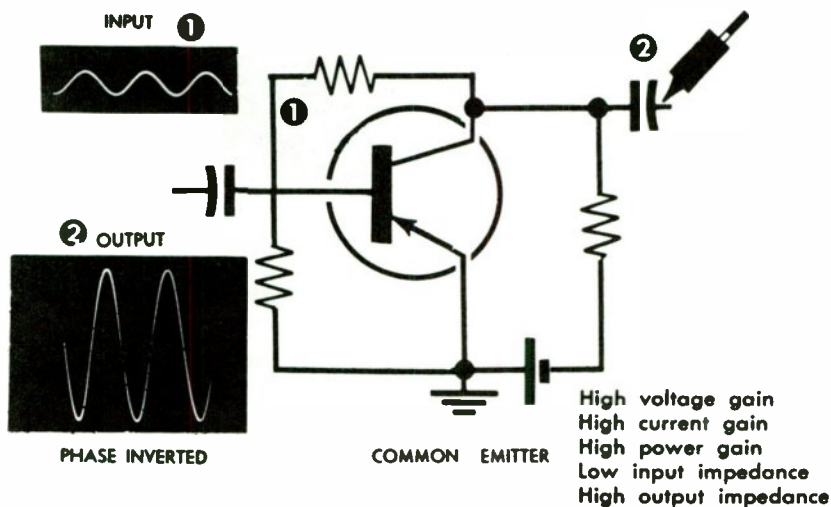 INPUT 1
1
2
2 OUTPUT
PHASE INVERTED
COMMON EMITTER
High voltage gain
High current gain
High power gain
Low input impedance
High output impedance